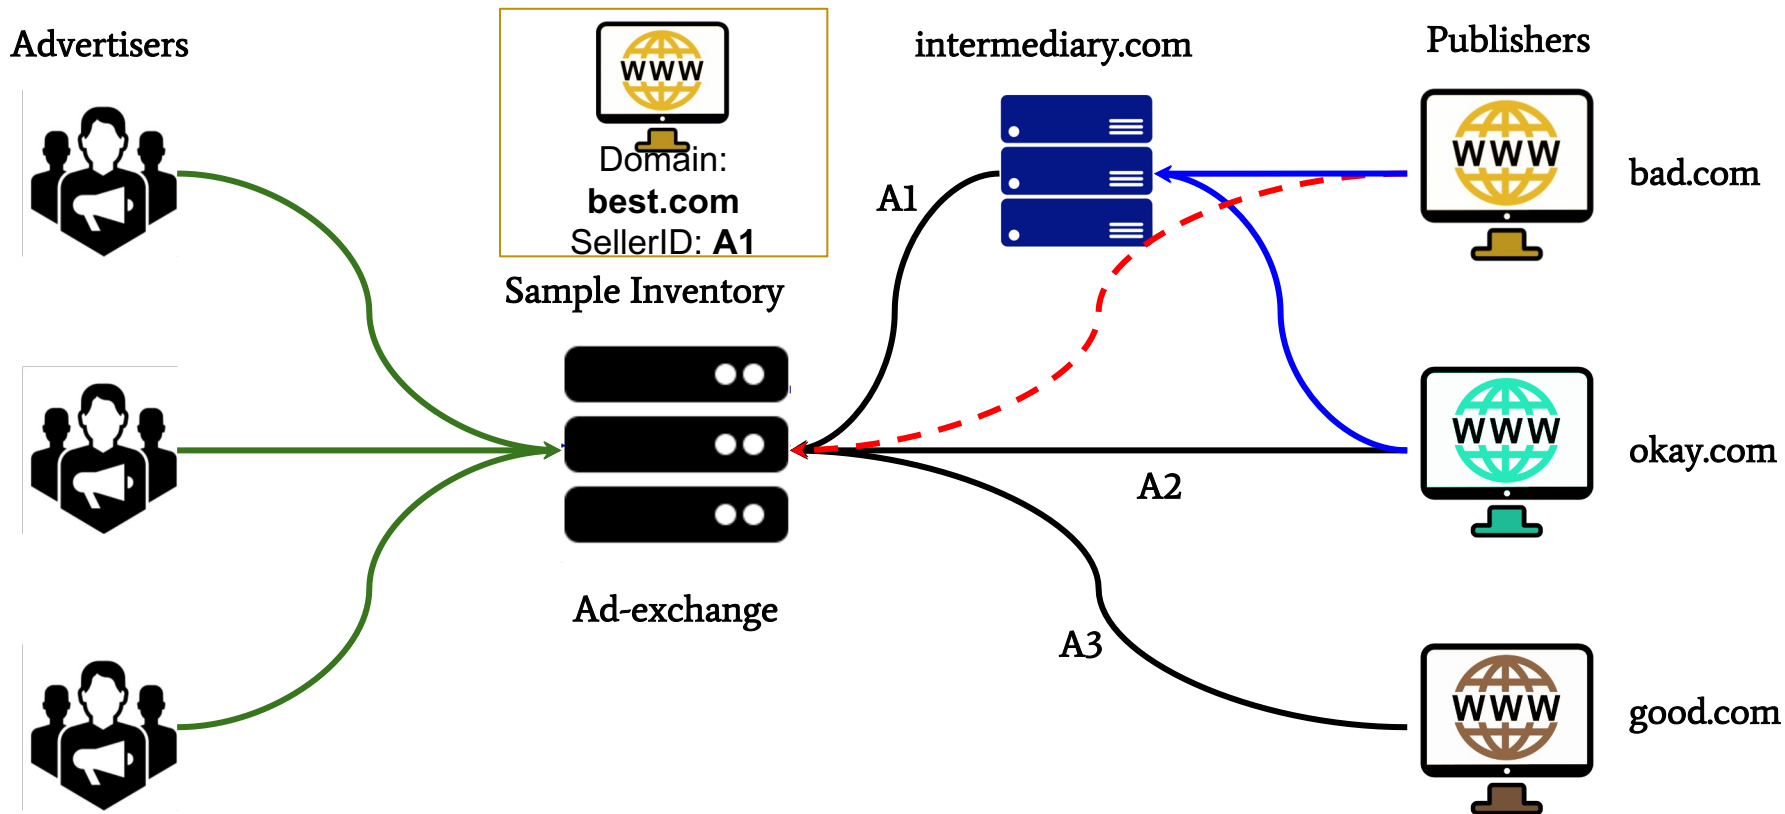 Advertisers
WWW
Domain:
best.com
SellerID: A1
Sample Inventory
Ad-exchange
intermediary.com
A1
A2
A3
Publishers
WWW
bad.com
WWW
okay.com
WWW
good.com